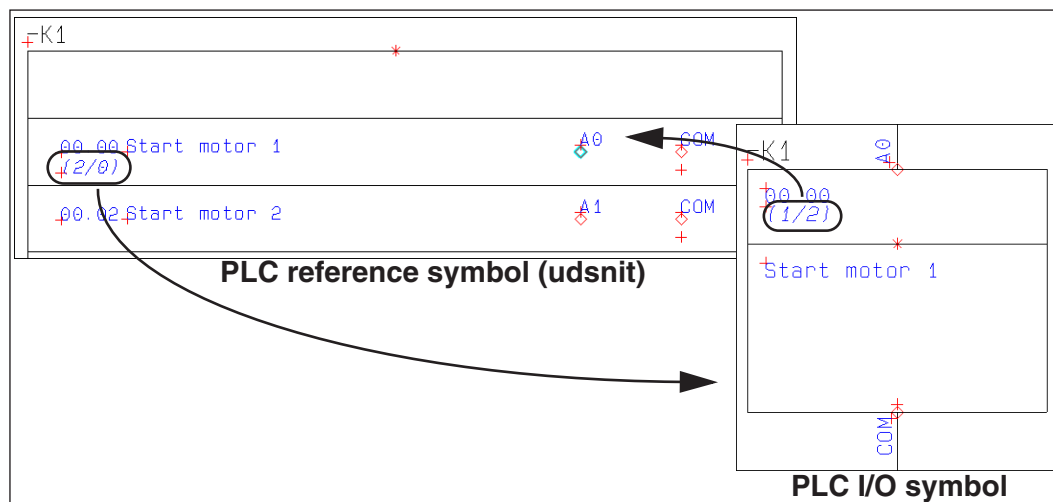 -K1
00.00 Start motor 1 A0 COM
(2/0)
00.02 Start motor 2 A1 COM
PLC reference symbol (udsnit)
-K1
A0
00.00
(1/2)
Start motor 1
COM
PLC I/O symbol